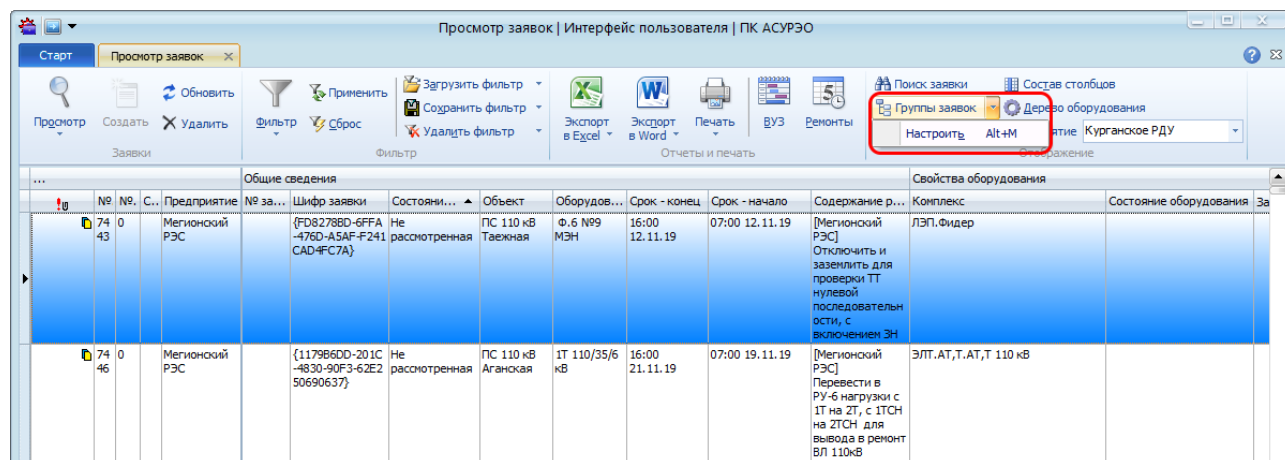 Просмотр заявок | Интерфейс пользователя | ПК АСУРЭО
Старт Просмотр заявок
Просмотр Создать Обновить Удалить
Заявки
Фильтр Применить Сброс Загрузить фильтр Сохранить фильтр Удалить фильтр
Фильтр
Экспорт в Excel Экспорт в Word Печать ВУЗ Ремонты
Отчеты и печать
Поиск заявки Состав столбцов
Группы заявок Дерево оборудования
Настроить Alt+M ятие Курганское РДУ
Отображение
... Общие сведения Свойства оборудования
№ №. С.. Предприятие № за... Шифр заявки Состояни... Объект Оборудов... Срок - конец Срок - начало Содержание р... Комплекс Состояние оборудования За
74 0 Мегионский {FD8278BD-6FFA Не ПС 110 кВ Ф.6 №9 16:00 07:00 12.11.19 [Мегионский ЛЭП.Фидер
43 РЭС -476D-A5AF-F241 рассмотренная Таежная МЭН 12.11.19 РЭС]
CAD4FC7A} Отключить и
заземлить для
проверки ТТ
нулевой
последовательн
ости, с
включением ЗН
74 0 Мегионский {1179B6DD-201C Не ПС 110 кВ 1Т 110/35/6 16:00 07:00 19.11.19 [Мегионский ЭЛТ.АТ,Т.АТ,Т 110 кВ
46 РЭС -4830-90F3-62E2 рассмотренная Аганская кВ 21.11.19 РЭС]
50690637} Перевести в
РУ-6 нагрузки с
1Т на 2Т, с 1ТСН
на 2ТСН для
вывода в ремонт
ВЛ 110кВ